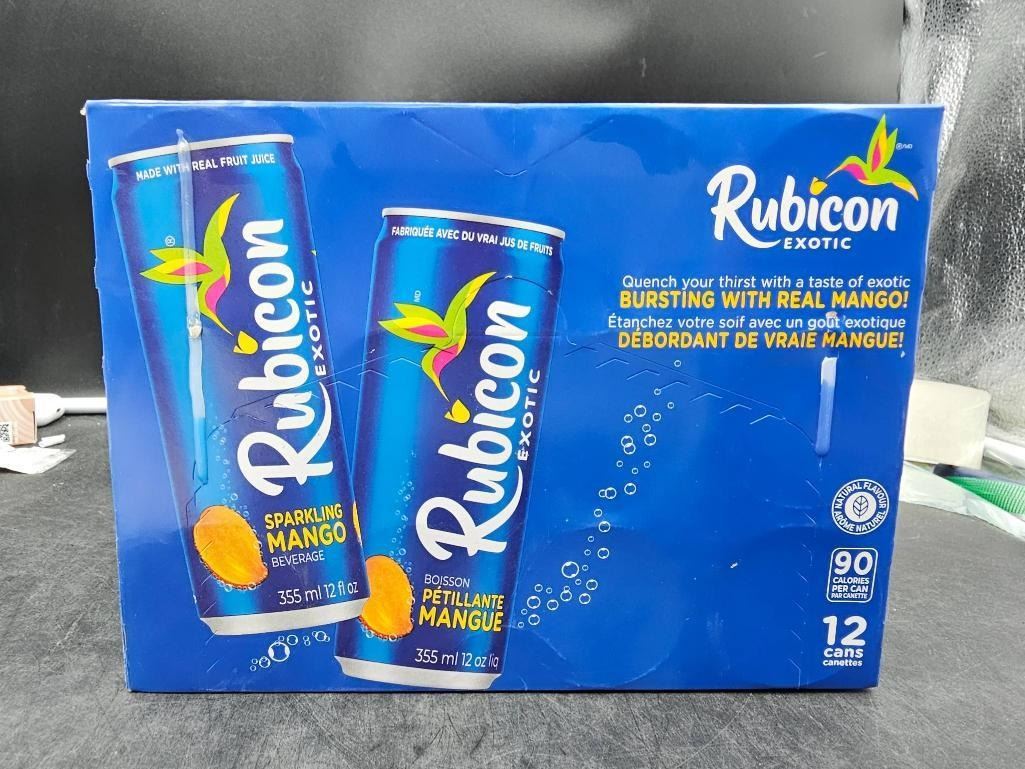 MADE WITH REAL FRUIT JUICE
®
Rubicon
EXOTIC
SPARKLING
MANGO
BEVERAGE
355 ml 12 fl oz
FABRIQUÉE AVEC DU VRAI JUS DE FRUITS
MD
Rubicon
EXOTIC
BOISSON
PÉTILLANTE
MANGUE
355 ml 12 oz liq
®/MD
Rubicon
EXOTIC
Quench your thirst with a taste of exotic
BURSTING WITH REAL MANGO!
Étanchez votre soif avec un goût exotique
DÉBORDANT DE VRAIE MANGUE!
NATURAL FLAVOUR
ARÔME NATUREL
90
CALORIES
PER CAN
PAR CANETTE
12
cans
canettes